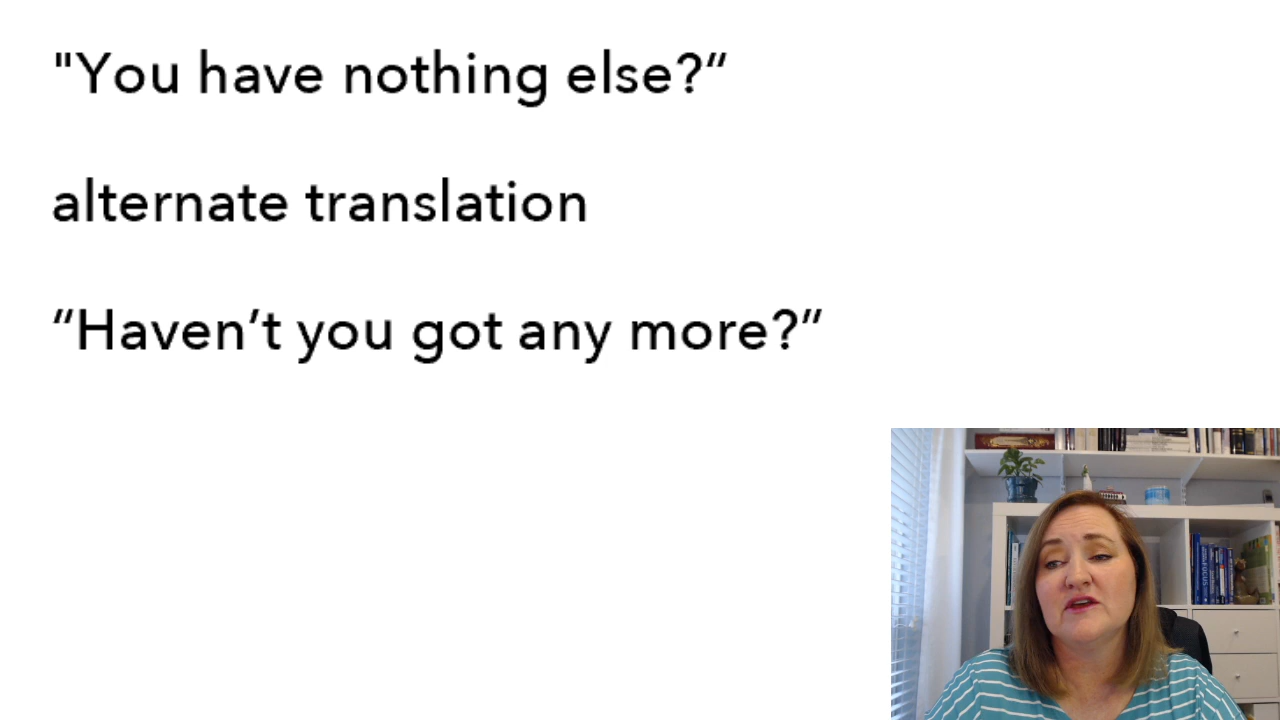 "You have nothing else?”
alternate translation
“Haven’t you got any more?”